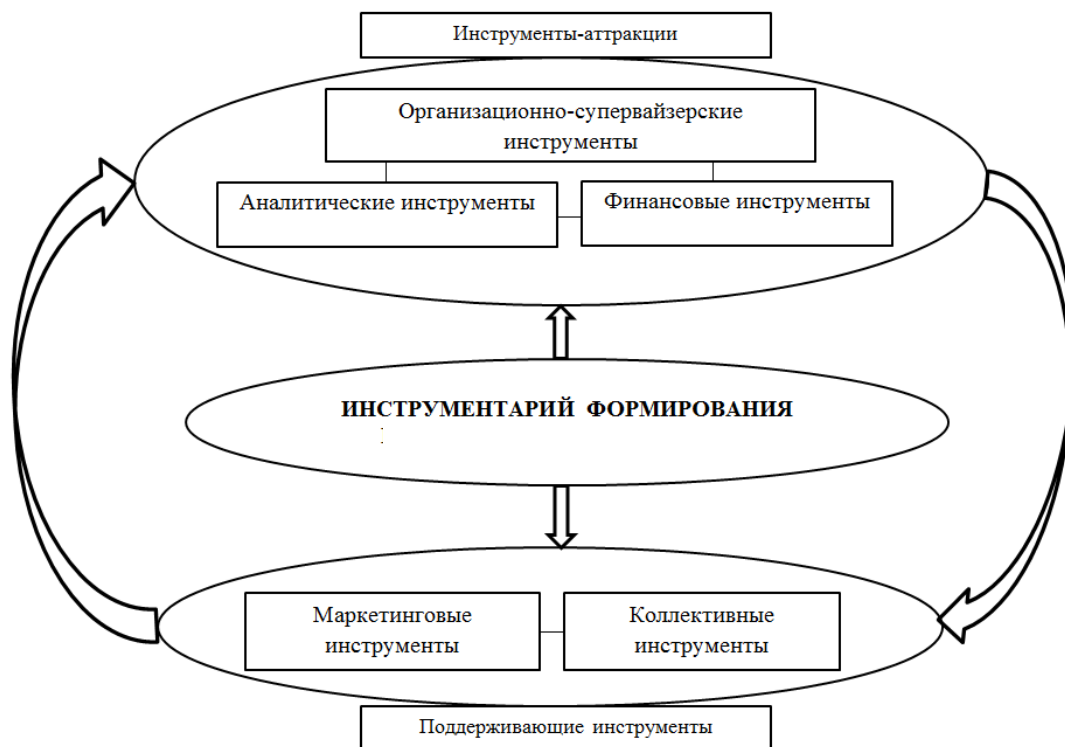 Инструменты-аттракции
Организационно-супервайзерские
инструменты
Аналитические инструменты
Финансовые инструменты
ИНСТРУМЕНТАРИЙ ФОРМИРОВАНИЯ
Маркетинговые
инструменты
Коллективные
инструменты
Поддерживающие инструменты